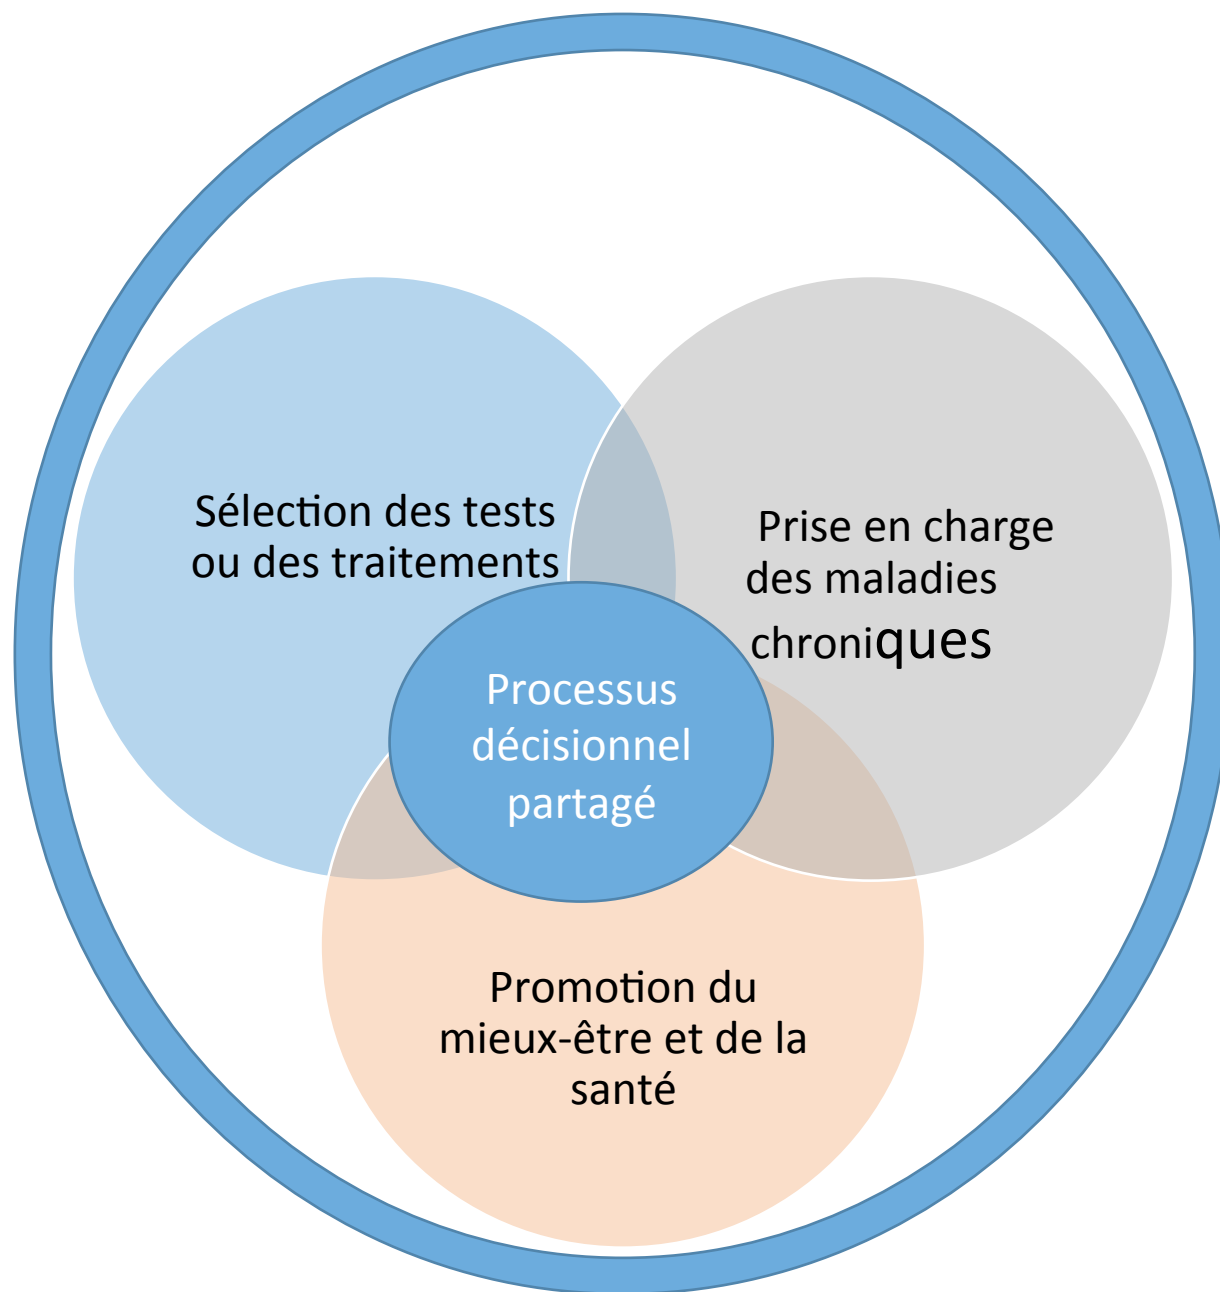 Sélection des tests
ou des traitements
Prise en charge
des maladies
chroniques
Processus
décisionnel
partagé
Promotion du
mieux-être et de la
santé